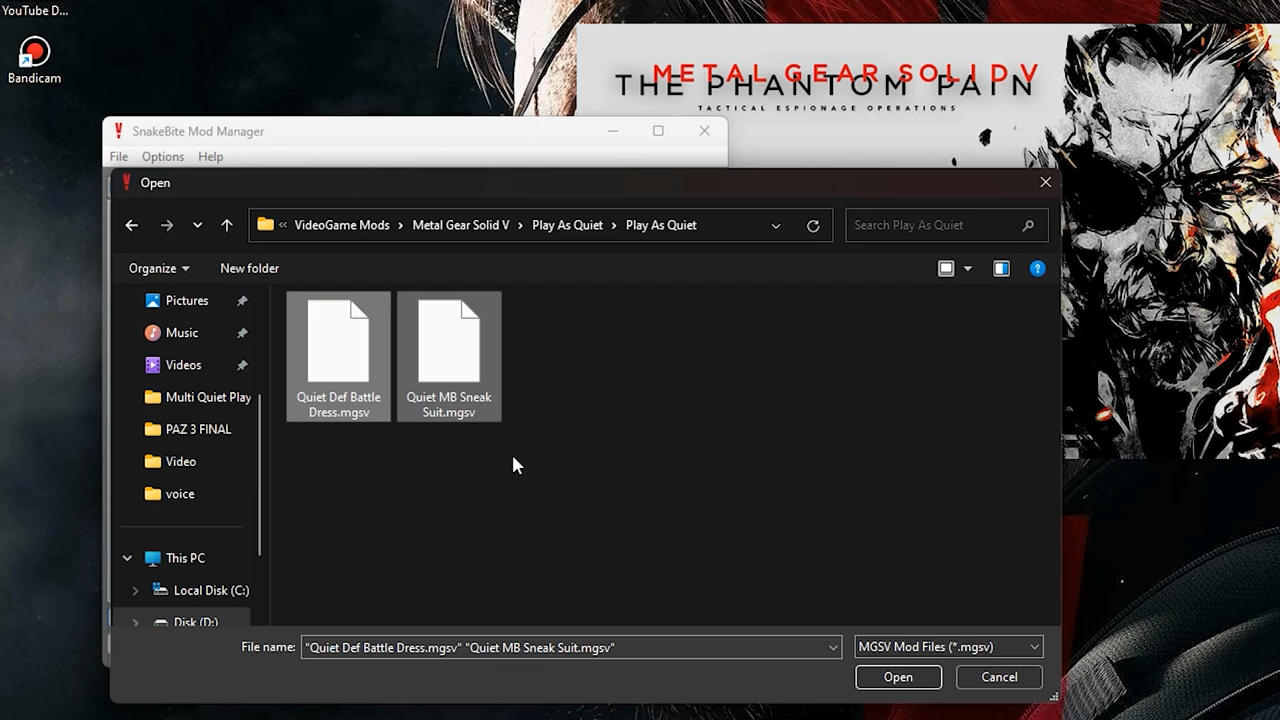 YouTube D...
Bandicam
METAL GEAR SOLID V
THE PHANTOM PAIN
TACTICAL ESPIONAGE OPERATIONS
SnakeBite Mod Manager
File Options Help
Open
« VideoGame Mods › Metal Gear Solid V › Play As Quiet › Play As Quiet
Search Play As Quiet
Organize
New folder
Pictures
Music
Videos
Multi Quiet Play
PAZ 3 FINAL
Video
voice
This PC
Local Disk (C:)
Disk (D:)
Quiet Def Battle
Dress.mgsv
Quiet MB Sneak
Suit.mgsv
File name: "Quiet Def Battle Dress.mgsv" "Quiet MB Sneak Suit.mgsv"
MGSV Mod Files (*.mgsv)
Open
Cancel